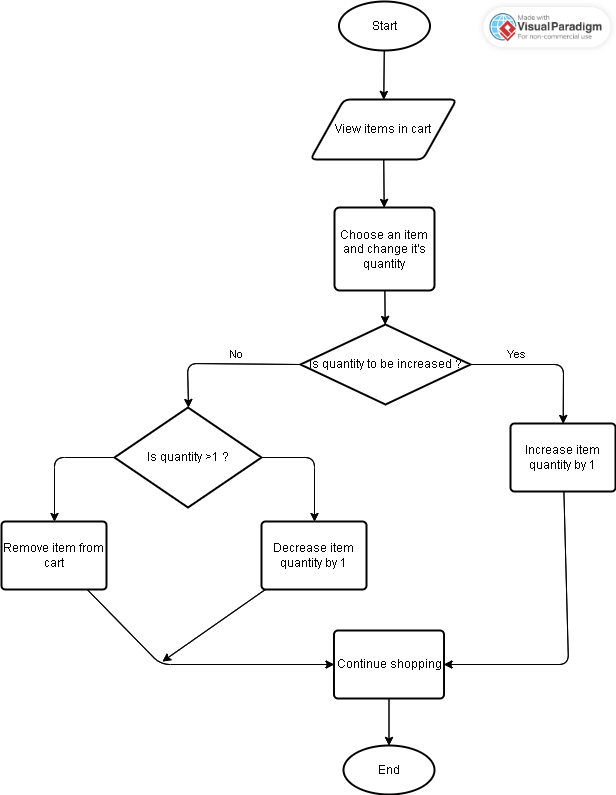 Start
Made with
VisualParadigm
For non-commercial use
View items in cart
Choose an item
and change it's
quantity
Is quantity to be increased ?
No
Yes
Is quantity >1 ?
Increase item
quantity by 1
Remove item from
cart
Decrease item
quantity by 1
Continue shopping
End